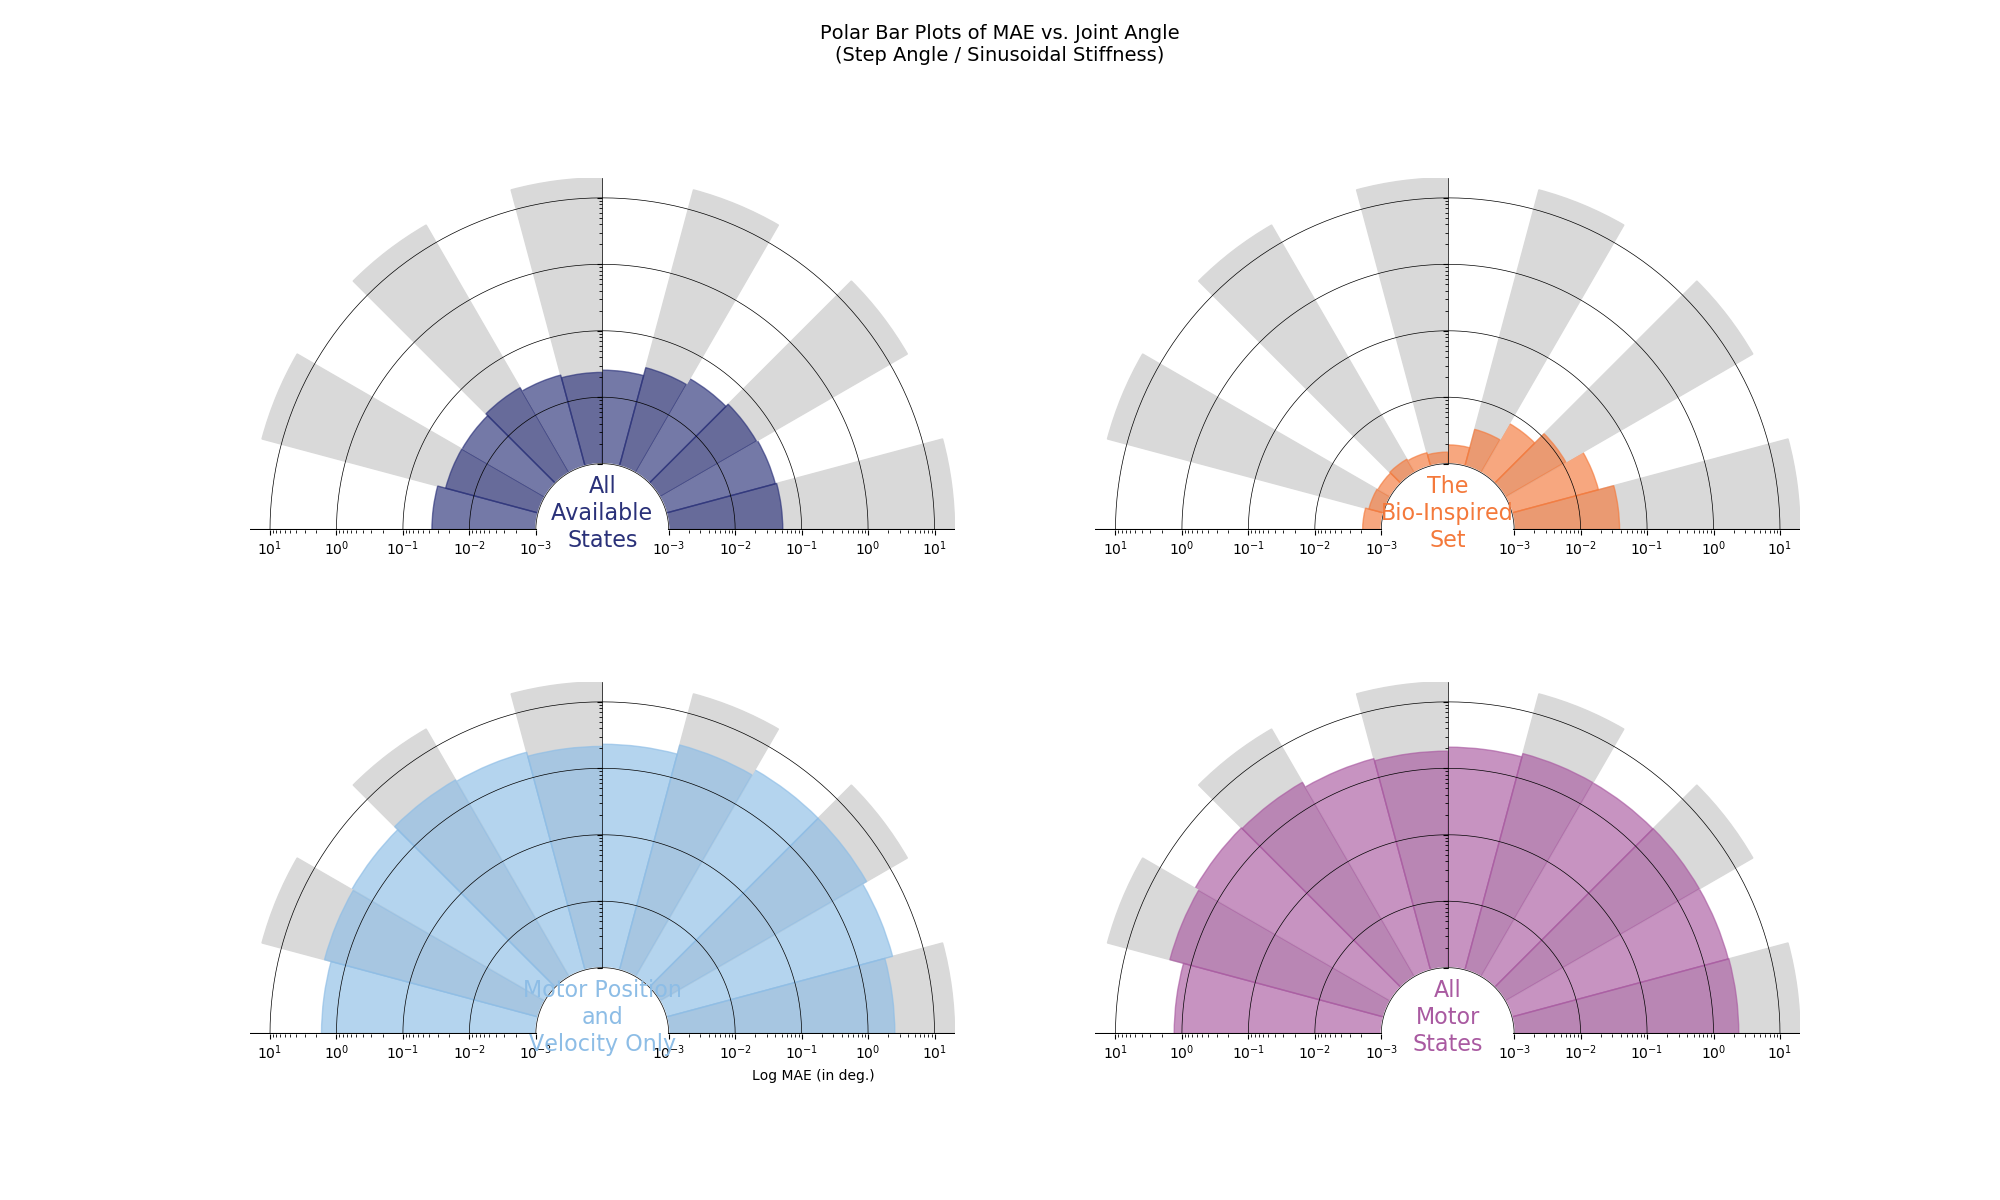 Polar Bar Plots of MAE vs. Joint Angle
(Step Angle / Sinusoidal Stiffness)
All
Available
States
10¹ 10⁰ 10⁻¹ 10⁻² 10⁻³ 10⁻³ 10⁻² 10⁻¹ 10⁰ 10¹
The
Bio-Inspired
Set
10¹ 10⁰ 10⁻¹ 10⁻² 10⁻³ 10⁻³ 10⁻² 10⁻¹ 10⁰ 10¹
Motor Position
and
Velocity Only
10¹ 10⁰ 10⁻¹ 10⁻² 10⁻³ 10⁻³ 10⁻² 10⁻¹ 10⁰ 10¹
Log MAE (in deg.)
All
Motor
States
10¹ 10⁰ 10⁻¹ 10⁻² 10⁻³ 10⁻³ 10⁻² 10⁻¹ 10⁰ 10¹